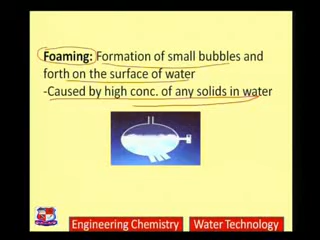 Foaming: Formation of small bubbles and
forth on the surface of water
-Caused by high conc. of any solids in water
Engineering Chemistry
Water Technology